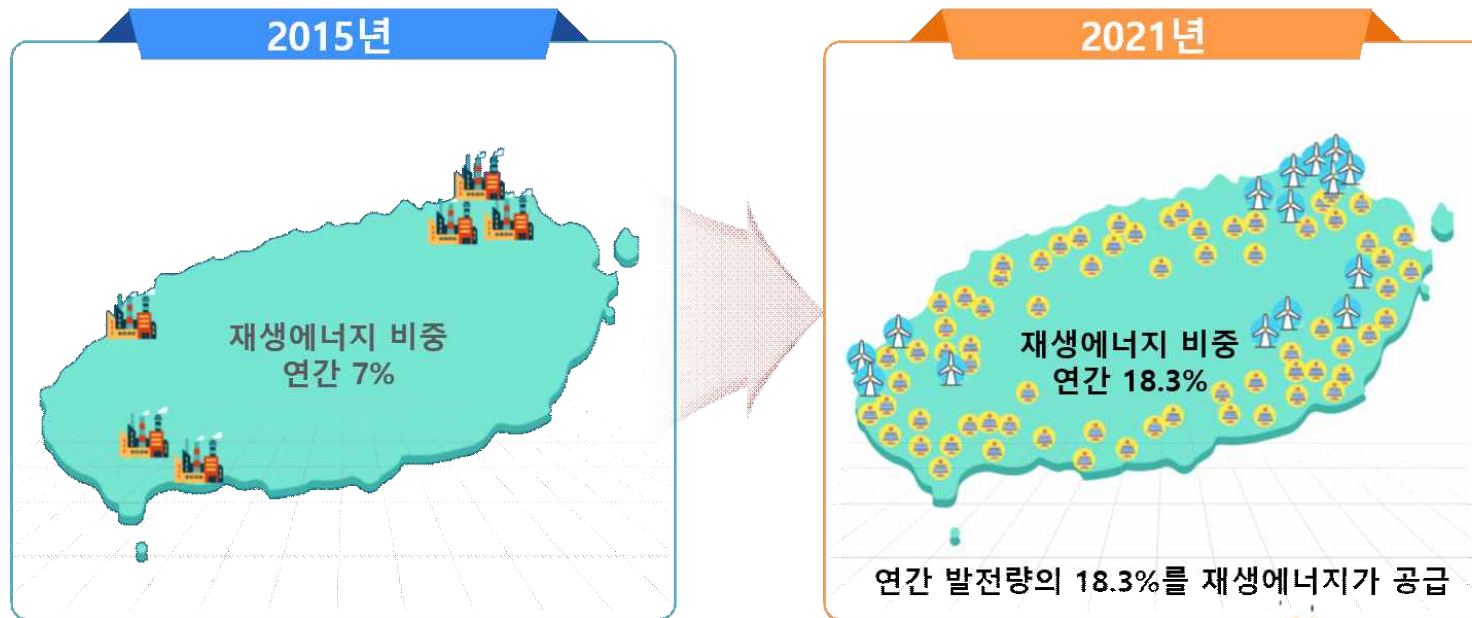 2015년
재생에너지 비중
연간 7%
2021년
재생에너지 비중
연간 18.3%
연간 발전량의 18.3%를 재생에너지가 공급